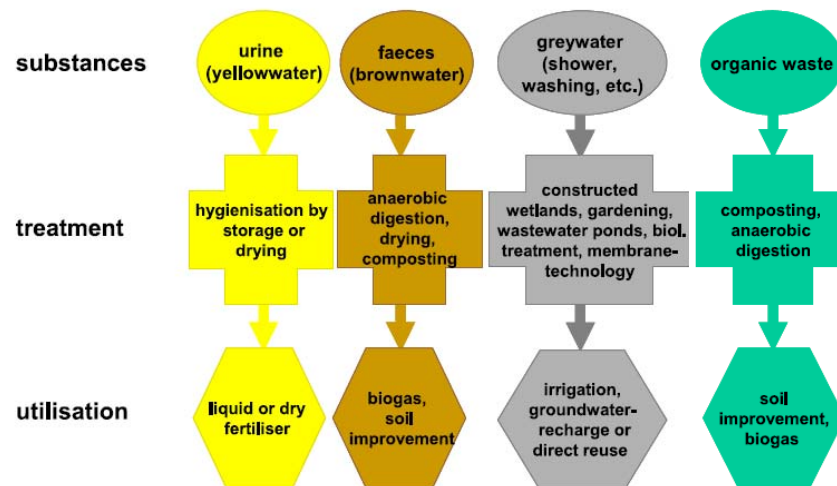 substances
urine
(yellowwater)
faeces
(brownwater)
greywater
(shower,
washing, etc.)
organic waste
treatment
hygienisation by
storage or
drying
anaerobic
digestion,
drying,
composting
constructed
wetlands, gardening,
wastewater ponds, biol.
treatment, membrane-
technology
composting,
anaerobic
digestion
utilisation
liquid or dry
fertiliser
biogas,
soil
improvement
irrigation,
groundwater-
recharge or
direct reuse
soil
improvement,
biogas